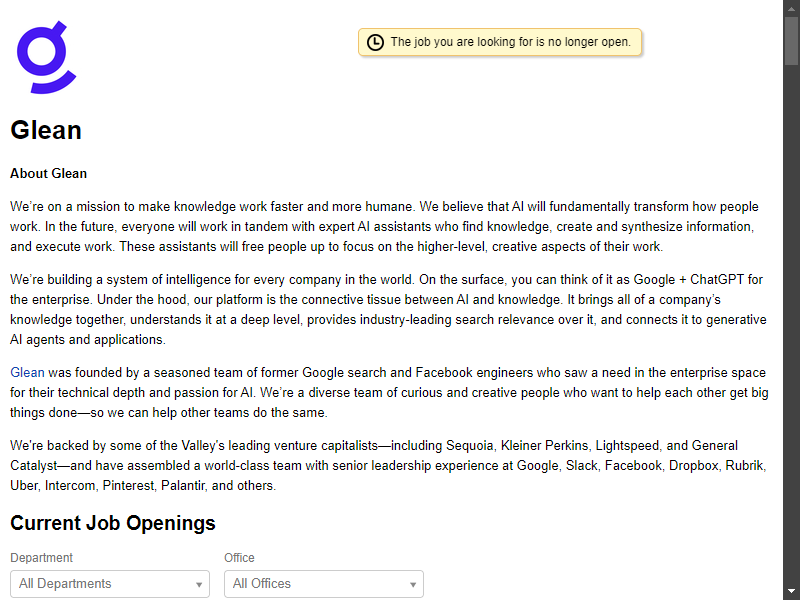 The job you are looking for is no longer open.
Glean
About Glean
We're on a mission to make knowledge work faster and more humane. We believe that AI will fundamentally transform how people
work. In the future, everyone will work in tandem with expert AI assistants who find knowledge, create and synthesize information,
and execute work. These assistants will free people up to focus on the higher-level, creative aspects of their work.
We're building a system of intelligence for every company in the world. On the surface, you can think of it as Google + ChatGPT for
the enterprise. Under the hood, our platform is the connective tissue between AI and knowledge. It brings all of a company's
knowledge together, understands it at a deep level, provides industry-leading search relevance over it, and connects it to generative
AI agents and applications.
Glean was founded by a seasoned team of former Google search and Facebook engineers who saw a need in the enterprise space
for their technical depth and passion for AI. We're a diverse team of curious and creative people who want to help each other get big
things done—so we can help other teams do the same.
We're backed by some of the Valley's leading venture capitalists—including Sequoia, Kleiner Perkins, Lightspeed, and General
Catalyst—and have assembled a world-class team with senior leadership experience at Google, Slack, Facebook, Dropbox, Rubrik,
Uber, Intercom, Pinterest, Palantir, and others.
Current Job Openings
Department Office
All Departments All Offices